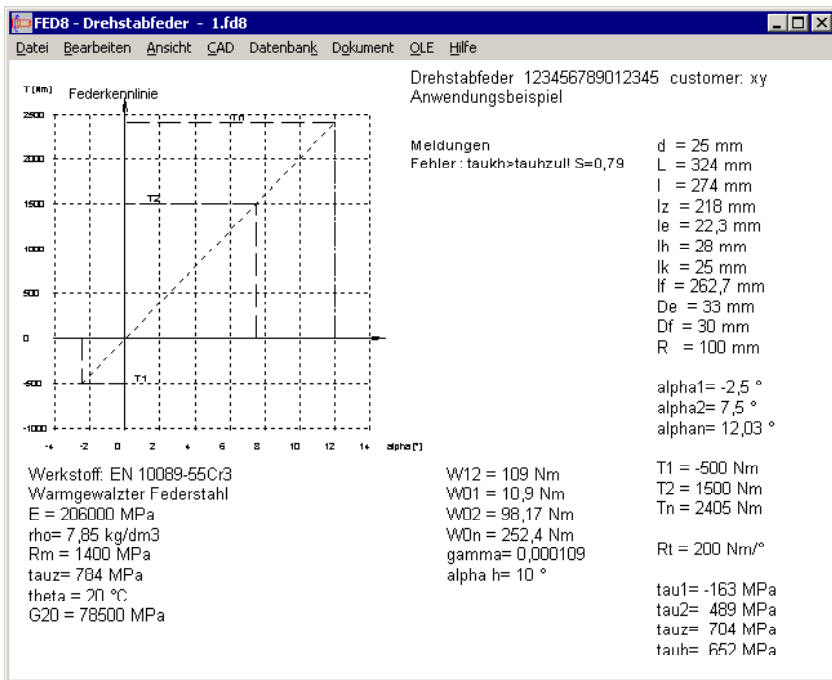 FED8 - Drehstabfeder - 1.fd8
Datei Bearbeiten Ansicht CAD Datenbank Dokument OLE Hilfe
Drehstabfeder 123456789012345 customer: xy
Anwendungsbeispiel
T [Nm] Federkennlinie
Tn
2500
2000
T2
1500
1000
500
0
T1
-500
-1000
-4 -2 0 2 4 6 8 10 12 14 alpha[°]
Meldungen
Fehler : taukh>tauhzul! S=0,79
d = 25 mm
L = 324 mm
l = 274 mm
lz = 218 mm
le = 22,3 mm
lh = 28 mm
lk = 25 mm
lf = 262,7 mm
De = 33 mm
Df = 30 mm
R = 100 mm
alpha1= -2,5 °
alpha2= 7,5 °
alphan= 12,03 °
T1 = -500 Nm
T2 = 1500 Nm
Tn = 2405 Nm
Rt = 200 Nm/°
tau1= -163 MPa
tau2= 489 MPa
tauz= 704 MPa
tauh= 652 MPa
Werkstoff: EN 10089-55Cr3
Warmgewalzter Federstahl
E = 206000 MPa
rho= 7,85 kg/dm3
Rm = 1400 MPa
tauz= 784 MPa
theta = 20 °C
G20 = 78500 MPa
W12 = 109 Nm
W01 = 10,9 Nm
W02 = 98,17 Nm
W0n = 252,4 Nm
gamma= 0,000109
alpha h= 10 °